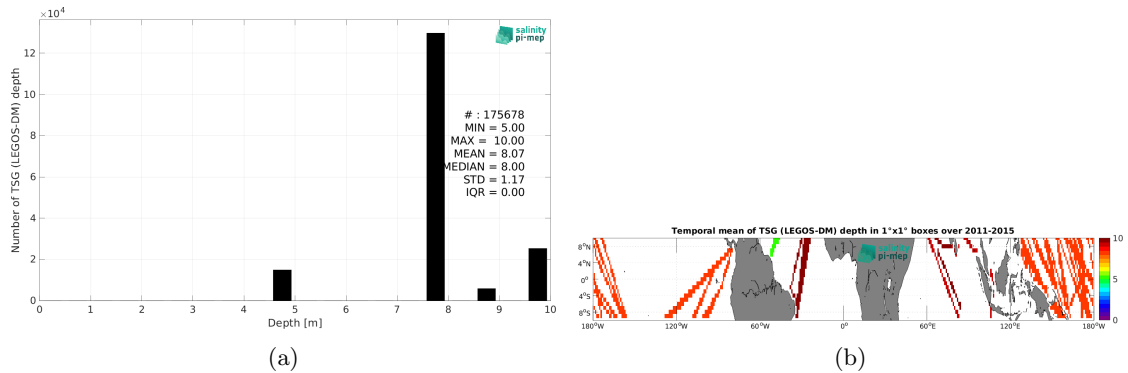 ×10⁴
12
10
8
6
4
2
0
Number of TSG (LEGOS-DM) depth
salinity
pi-mep
# : 175678
MIN = 5.00
MAX = 10.00
MEAN = 8.07
MEDIAN = 8.00
STD = 1.17
IQR = 0.00
0 1 2 3 4 5 6 7 8 9 10
Depth [m]
(a)
Temporal mean of TSG (LEGOS-DM) depth in 1°x1° boxes over 2011-2015
8°N
4°N
0°
4°S
8°S
salinity
pi-mep
180°W 120°W 60°W 0° 60°E 120°E 180°W
10
5
0
(b)